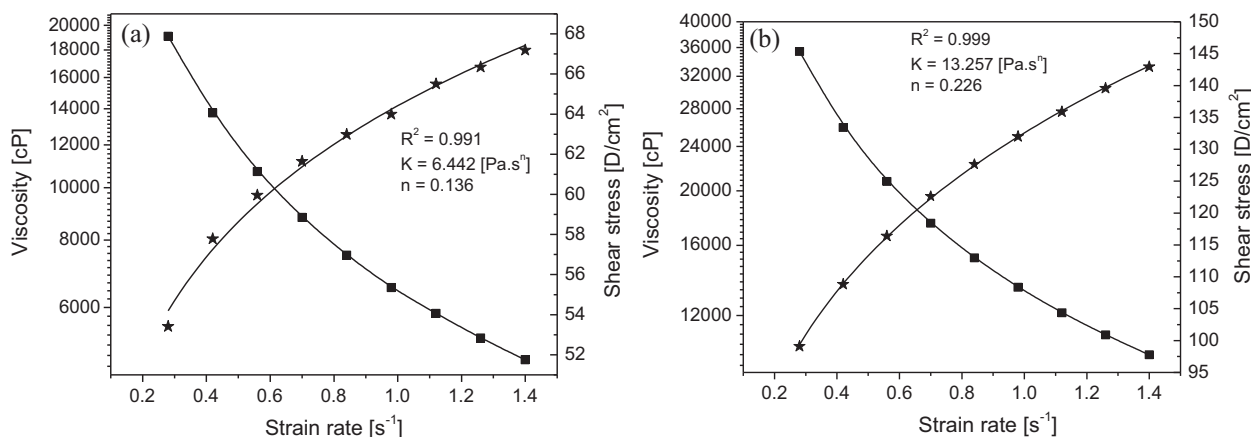 (a)
R² = 0.991
K = 6.442 [Pa.sⁿ]
n = 0.136
Viscosity [cP]
20000
18000
16000
14000
12000
10000
8000
6000
Shear stress [D/cm²]
68
66
64
62
60
58
56
54
52
0.2 0.4 0.6 0.8 1.0 1.2 1.4
Strain rate [s⁻¹]
(b)
R² = 0.999
K = 13.257 [Pa.sⁿ]
n = 0.226
Viscosity [cP]
40000
36000
32000
28000
24000
20000
16000
12000
Shear stress [D/cm²]
150
145
140
135
130
125
120
115
110
105
100
95
0.2 0.4 0.6 0.8 1.0 1.2 1.4
Strain rate [s⁻¹]